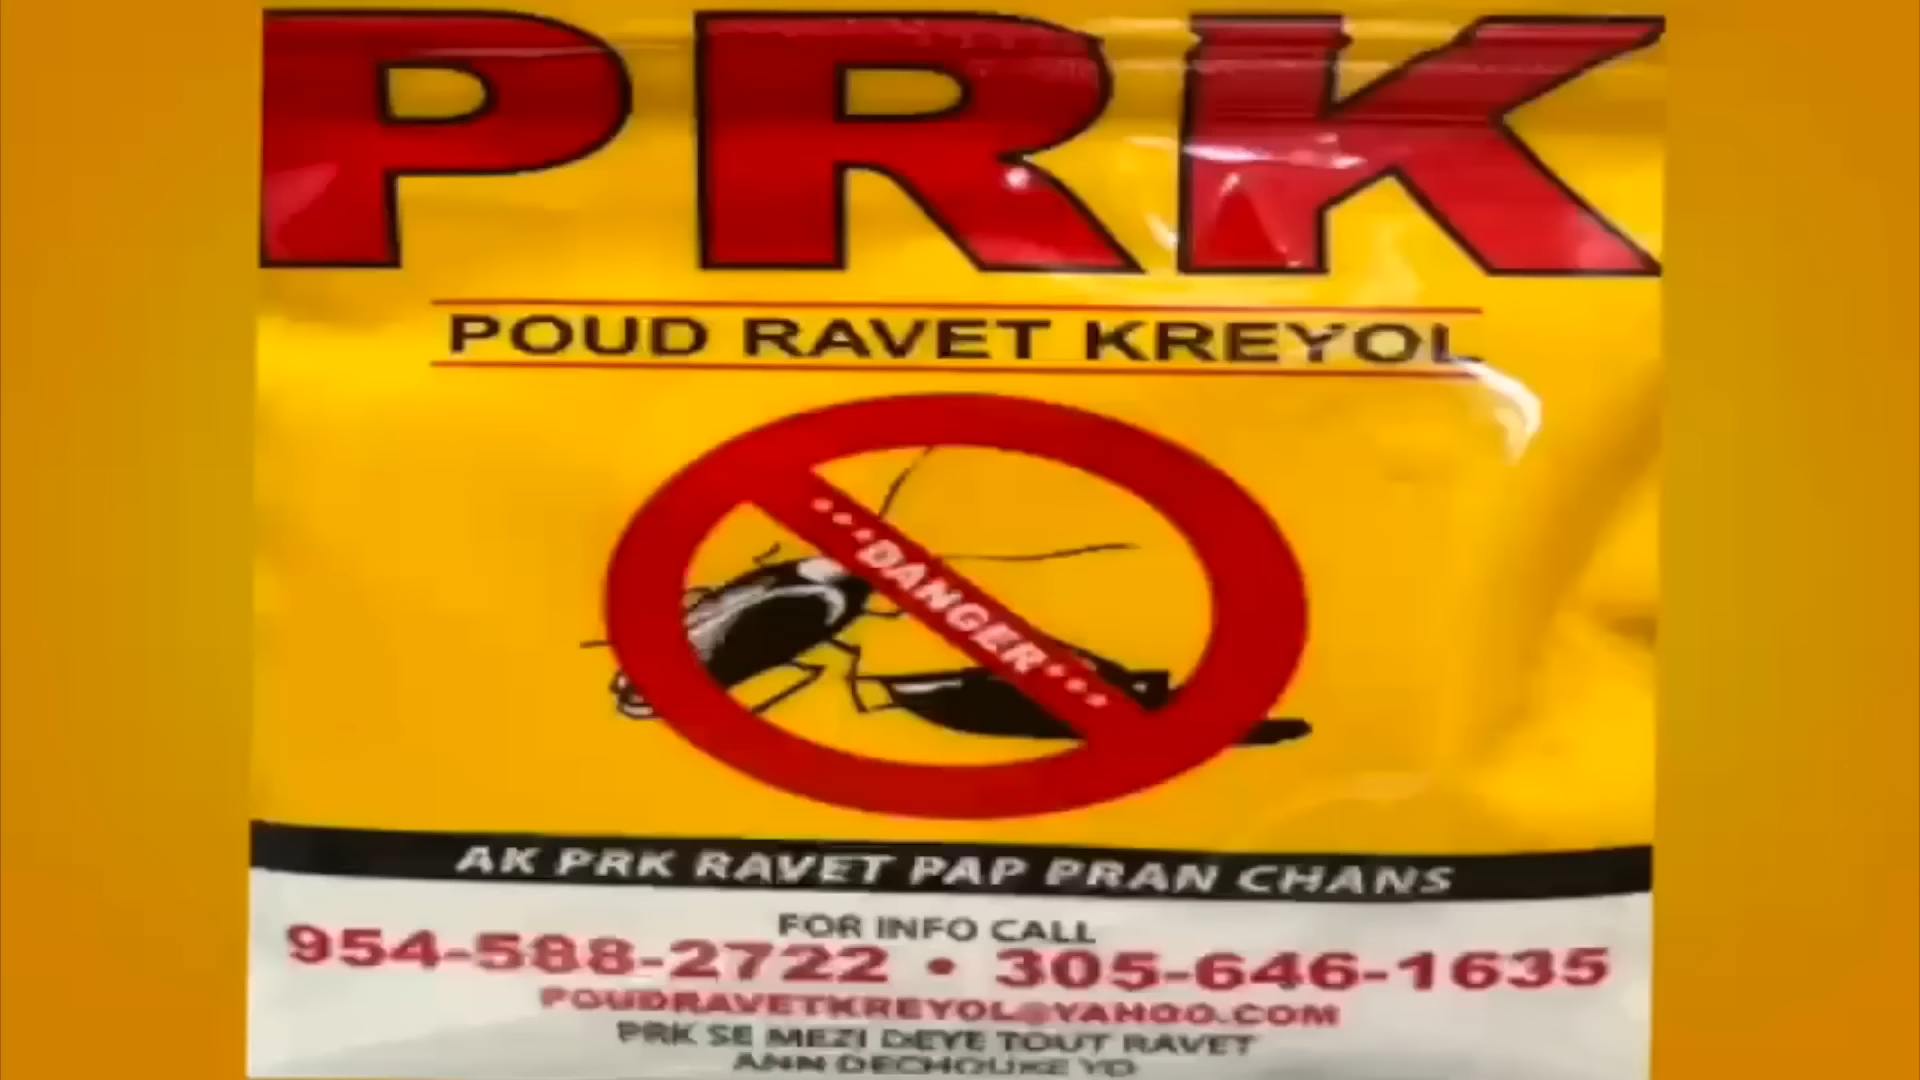 PRK
POUD RAVET KREYOL
...DANGER...
AK PRK RAVET PAP PRAN CHANS
FOR INFO CALL
954-588-2722 • 305-646-1635
POUDRAVETKREYOL@YAHOO.COM
PRK SE MEZI DEYE TOUT RAVET
ANN DECHOUKE YO